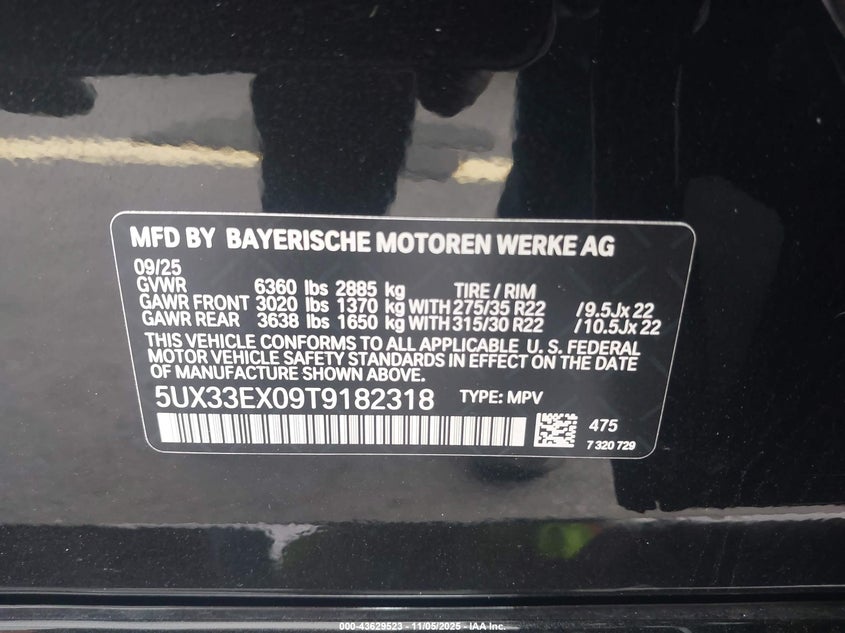 MFD BY BAYERISCHE MOTOREN WERKE AG
09/25
GVWR 6360 lbs 2885 kg TIRE / RIM
GAWR FRONT 3020 lbs 1370 kg WITH 275/35 R22 / 9.5Jx 22
GAWR REAR 3638 lbs 1650 kg WITH 315/30 R22 / 10.5Jx 22
THIS VEHICLE CONFORMS TO ALL APPLICABLE U. S. FEDERAL
MOTOR VEHICLE SAFETY STANDARDS IN EFFECT ON THE DATE
OF MANUFACTURE SHOWN ABOVE.
5UX33EX09T9182318 TYPE: MPV
475
7 320 729
000-43629523 - 11/05/2025 - IAA Inc.